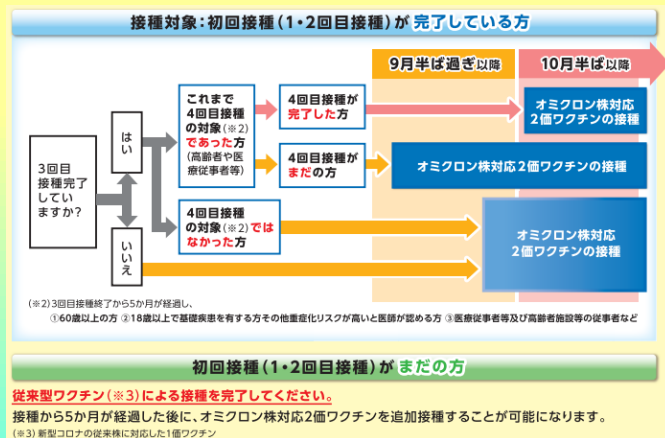 接種対象：初回接種（1・2回目接種）が 完了している方
9月半ば過ぎ以降
10月半ば以降
3回目
接種完了
していますか？
はい
いいえ
これまで
4回目接種
の対象（※2）
であった方
（高齢者や医
療従事者等）
4回目接種が
完了した方
オミクロン株対応
2価ワクチンの接種
4回目接種が
まだの方
オミクロン株対応2価ワクチンの接種
4回目接種
の対象（※2）では
なかった方
オミクロン株対応
2価ワクチンの接種
（※2）3回目接種終了から5か月が経過し、
①60歳以上の方 ②18歳以上で基礎疾患を有する方その他重症化リスクが高いと医師が認める方 ③医療従事者等及び高齢者施設等の従事者など
初回接種（1・2回目接種）が まだの方
従来型ワクチン（※3）による接種を完了してください。
接種から5か月が経過した後に、オミクロン株対応2価ワクチンを追加接種することが可能になります。
（※3）新型コロナの従来株に対応した1価ワクチン